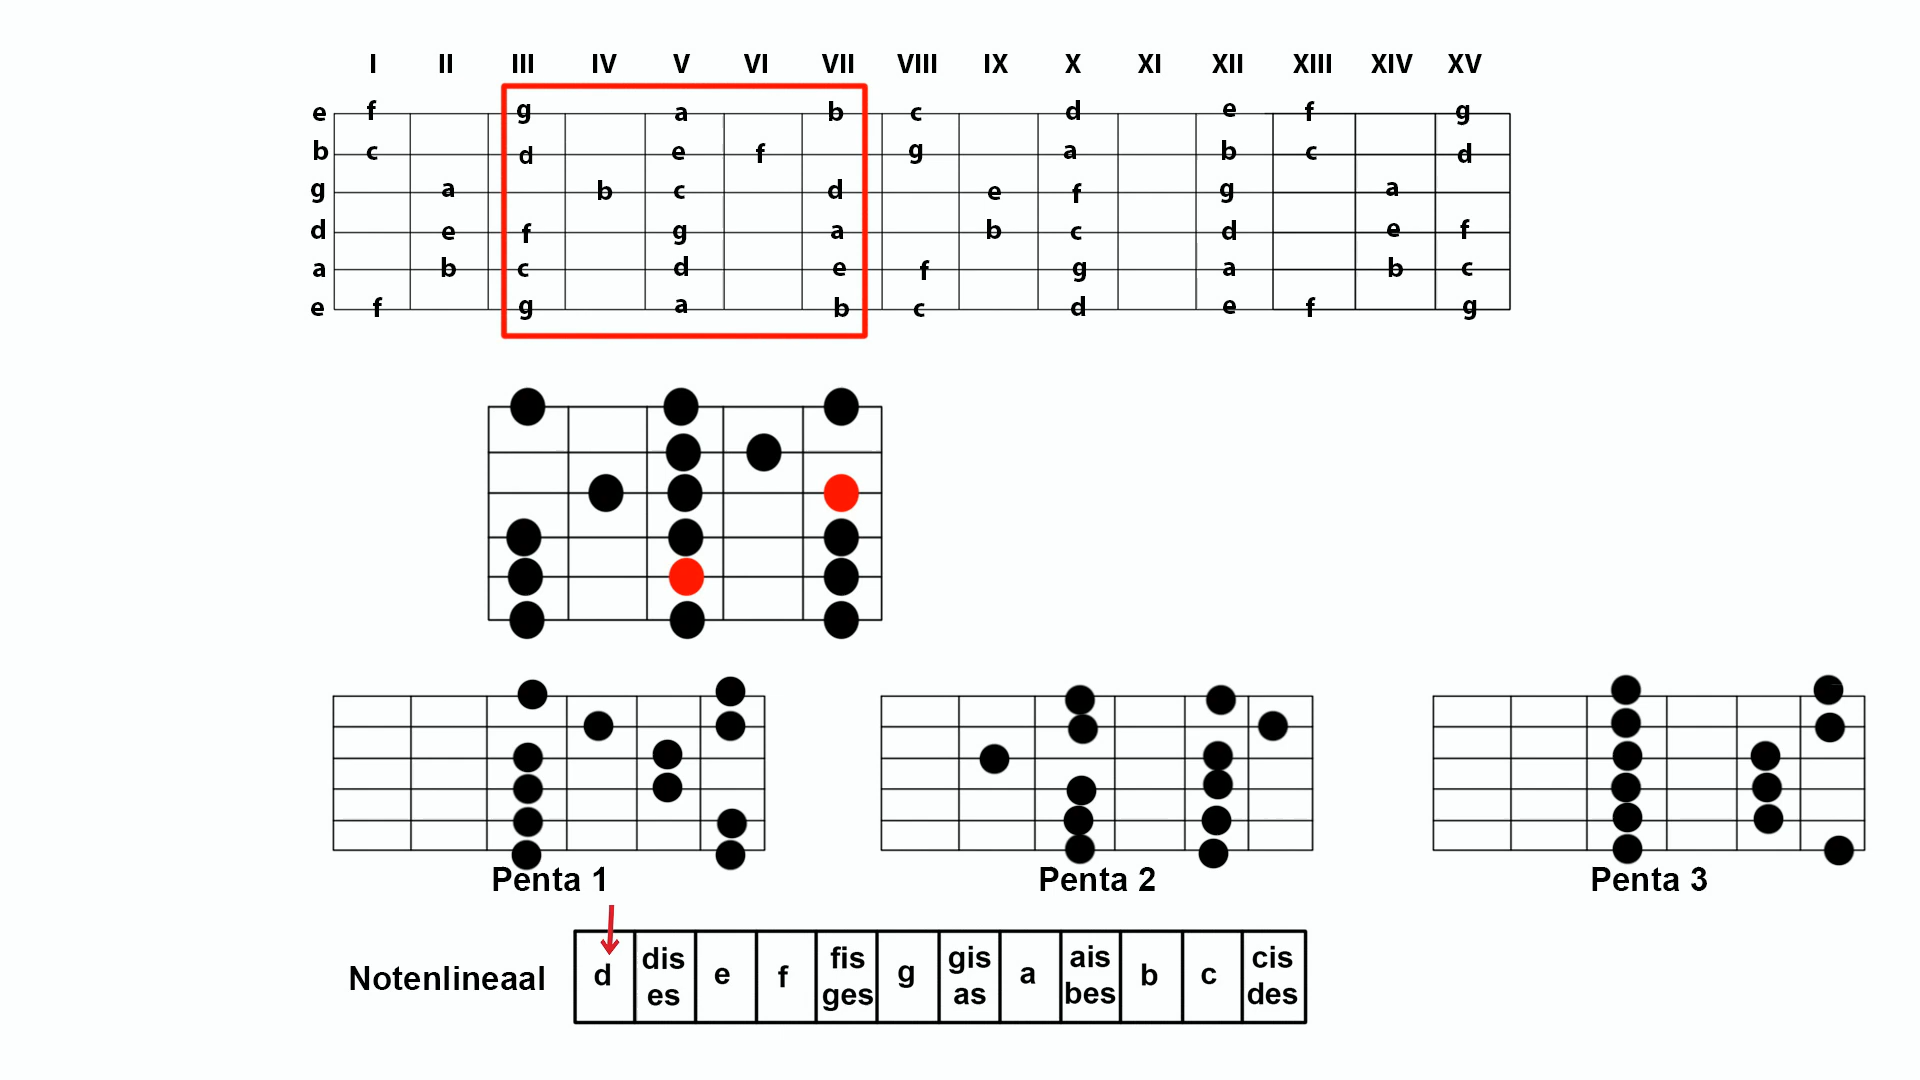 I II III IV V VI VII VIII IX X XI XII XIII XIV XV
e f g a b c d e f g
b c d e f g a b c d
g a b c d e f g a
d e f g a b c d e f
a b c d e f g a b c
e f g a b c d e f g
Penta 1 Penta 2 Penta 3
Notenlineaal d dis es e f fis ges g gis as a ais bes b c cis des